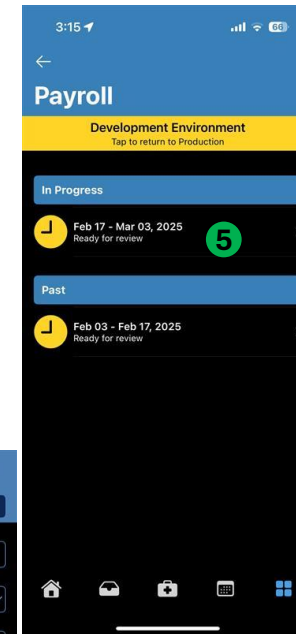 3:15
66
Payroll
Development Environment
Tap to return to Production
In Progress
Feb 17 - Mar 03, 2025
Ready for review
5
Past
Feb 03 - Feb 17, 2025
Ready for review